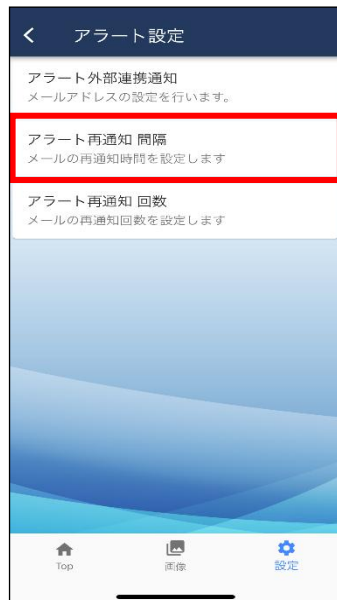 アラート設定
アラート外部連携通知
メールアドレスの設定を行います。
アラート再通知 間隔
メールの再通知時間を設定します
アラート再通知 回数
メールの再通知回数を設定します
Top
画像
設定